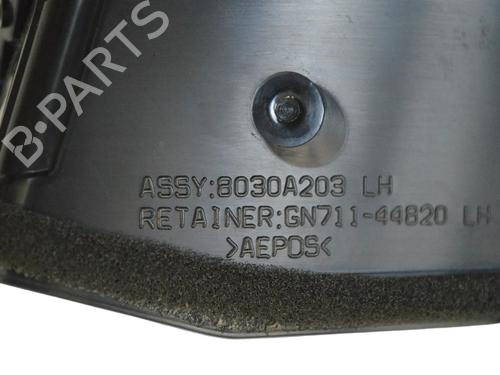 B-PARTS
ASSY:8030A203 LH
RETAINER:GN711-44820 LH
>AEPDS<